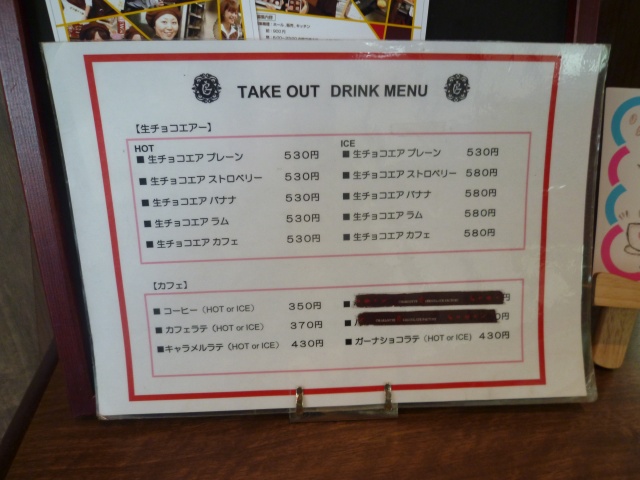 TAKE OUT DRINK MENU
【生チョコエアー】
HOT
■ 生チョコエア プレーン 530円
■ 生チョコエア ストロベリー 530円
■ 生チョコエア バナナ 530円
■ 生チョコエア ラム 530円
■ 生チョコエア カフェ 530円
ICE
■ 生チョコエア プレーン 530円
■ 生チョコエア ストロベリー 580円
■ 生チョコエア バナナ 580円
■ 生チョコエア ラム 580円
■ 生チョコエア カフェ 580円
【カフェ】
■ コーヒー (HOT or ICE) 350円
■ カフェラテ (HOT or ICE) 370円
■ キャラメルラテ (HOT or ICE) 430円
■ ガーナショコラテ (HOT or ICE) 430円